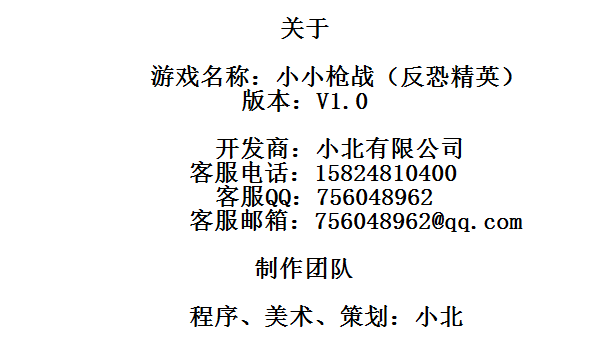 关于
游戏名称：小小枪战（反恐精英）
版本：V1.0
开发商：小北有限公司
客服电话：15824810400
客服QQ：756048962
客服邮箱：756048962@qq.com
制作团队
程序、美术、策划：小北